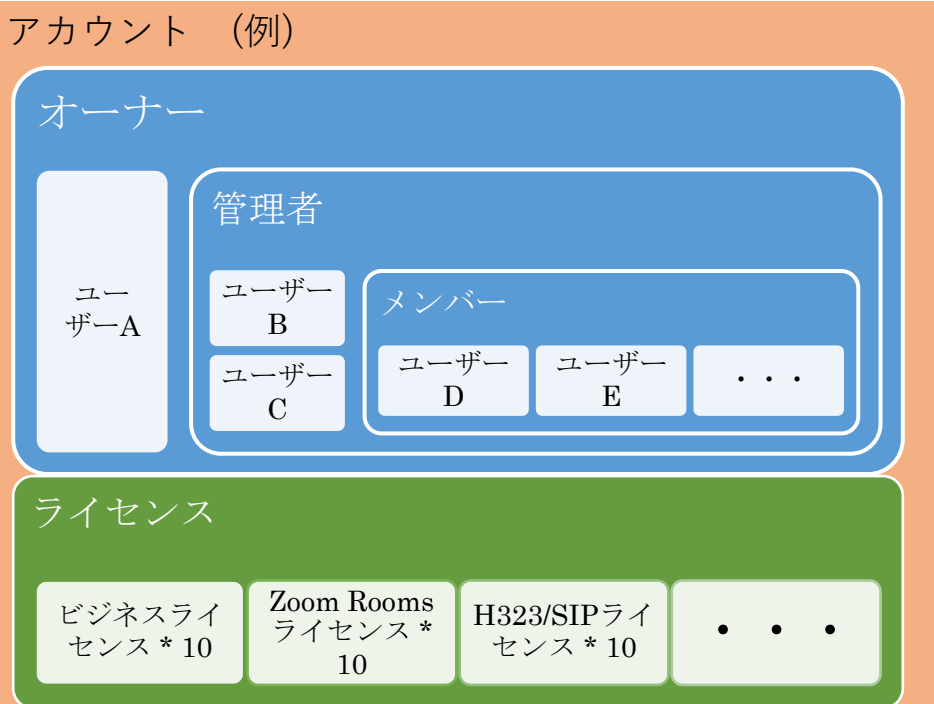 アカウント　(例)
オーナー
ユー
ザーA
管理者
ユーザー
B
ユーザー
C
メンバー
ユーザー
D
ユーザー
E
・・・
ライセンス
ビジネスライ
センス * 10
Zoom Rooms
ライセンス *
10
H323/SIPライ
センス * 10
・・・